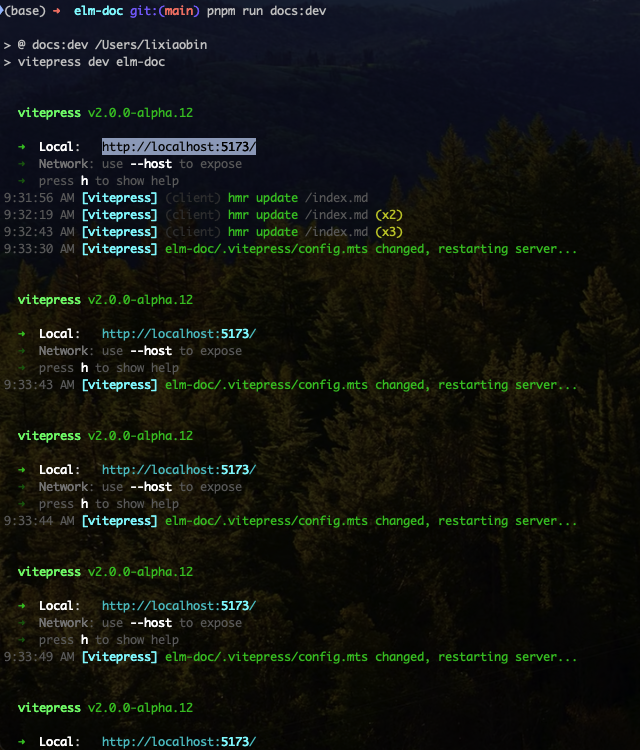 (base) ➜ elm-doc git:(main) pnpm run docs:dev
> @ docs:dev /Users/lixiaobin
> vitepress dev elm-doc
vitepress v2.0.0-alpha.12
➜ Local: http://localhost:5173/
➜ Network: use --host to expose
➜ press h to show help
9:31:56 AM [vitepress] (client) hmr update /index.md
9:32:19 AM [vitepress] (client) hmr update /index.md (x2)
9:32:43 AM [vitepress] (client) hmr update /index.md (x3)
9:33:30 AM [vitepress] elm-doc/.vitepress/config.mts changed, restarting server...
vitepress v2.0.0-alpha.12
➜ Local: http://localhost:5173/
➜ Network: use --host to expose
➜ press h to show help
9:33:43 AM [vitepress] elm-doc/.vitepress/config.mts changed, restarting server...
vitepress v2.0.0-alpha.12
➜ Local: http://localhost:5173/
➜ Network: use --host to expose
➜ press h to show help
9:33:44 AM [vitepress] elm-doc/.vitepress/config.mts changed, restarting server...
vitepress v2.0.0-alpha.12
➜ Local: http://localhost:5173/
➜ Network: use --host to expose
➜ press h to show help
9:33:49 AM [vitepress] elm-doc/.vitepress/config.mts changed, restarting server...
vitepress v2.0.0-alpha.12
➜ Local: http://localhost:5173/